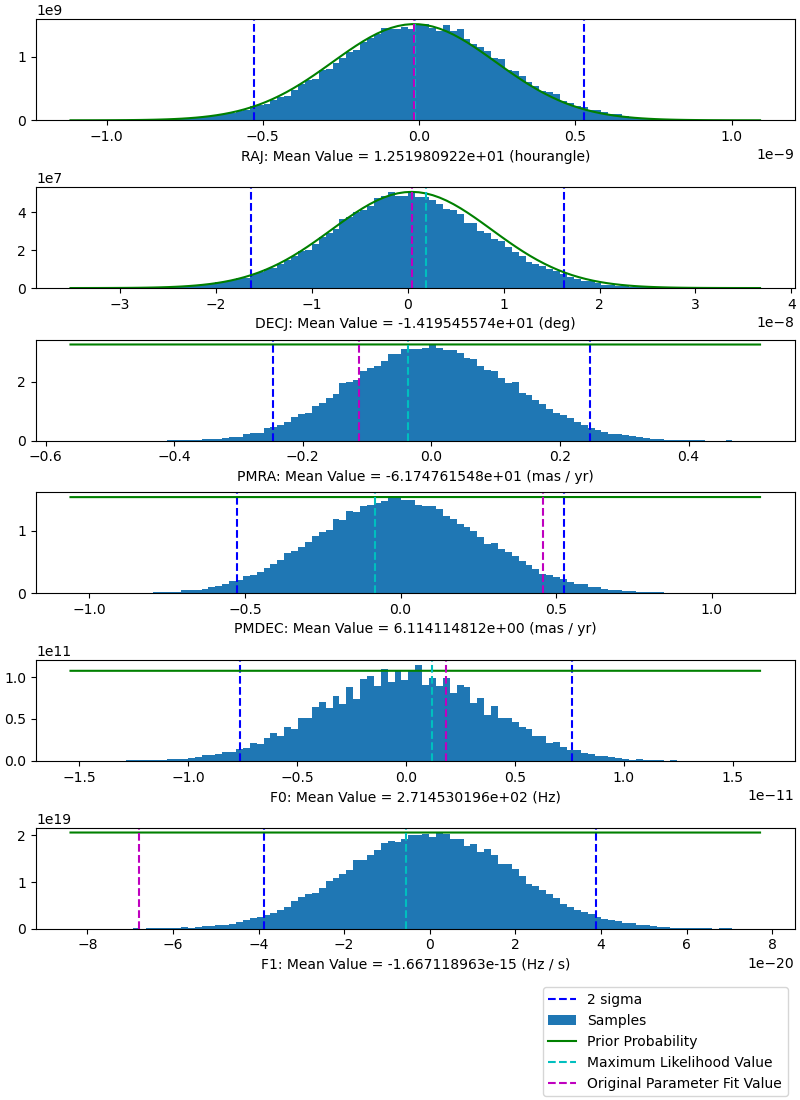 1e9
1
0
−1.0 −0.5 0.0 0.5 1.0
1e−9
RAJ: Mean Value = 1.251980922e+01 (hourangle)
1e7
4
2
0
−3 −2 −1 0 1 2 3 4
1e−8
DECJ: Mean Value = -1.419545574e+01 (deg)
2
0
−0.6 −0.4 −0.2 0.0 0.2 0.4
PMRA: Mean Value = -6.174761548e+01 (mas / yr)
1
0
−1.0 −0.5 0.0 0.5 1.0
PMDEC: Mean Value = 6.114114812e+00 (mas / yr)
1e11
1.0
0.5
0.0
−1.5 −1.0 −0.5 0.0 0.5 1.0 1.5
1e−11
F0: Mean Value = 2.714530196e+02 (Hz)
1e19
2
1
0
−8 −6 −4 −2 0 2 4 6 8
1e−20
F1: Mean Value = -1.667118963e-15 (Hz / s)
2 sigma
Samples
Prior Probability
Maximum Likelihood Value
Original Parameter Fit Value